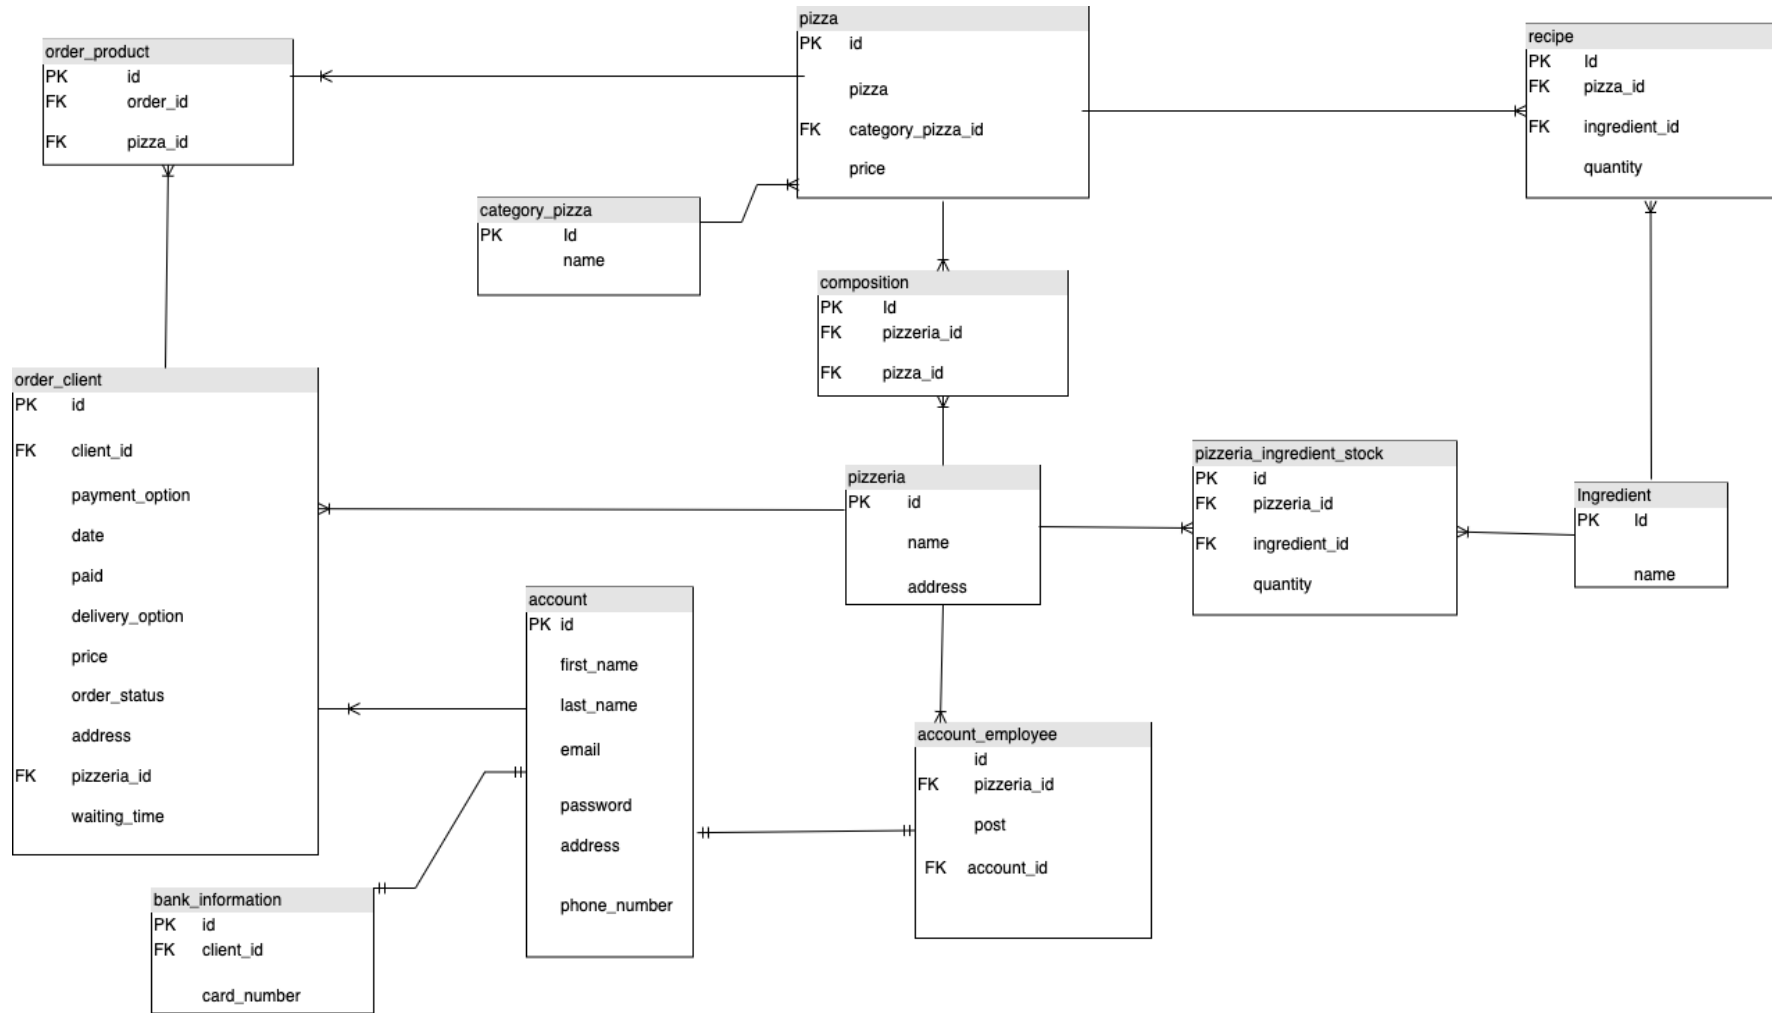 order_product
PK id
FK order_id
FK pizza_id
pizza
PK id
pizza
FK category_pizza_id
price
recipe
PK Id
FK pizza_id
FK ingredient_id
quantity
category_pizza
PK Id
name
composition
PK Id
FK pizzeria_id
FK pizza_id
order_client
PK id
FK client_id
payment_option
date
paid
delivery_option
price
order_status
address
FK pizzeria_id
waiting_time
pizzeria
PK id
name
address
pizzeria_ingredient_stock
PK id
FK pizzeria_id
FK ingredient_id
quantity
Ingredient
PK Id
name
account
PK id
first_name
last_name
email
password
address
phone_number
account_employee
id
FK pizzeria_id
post
FK account_id
bank_information
PK id
FK client_id
card_number